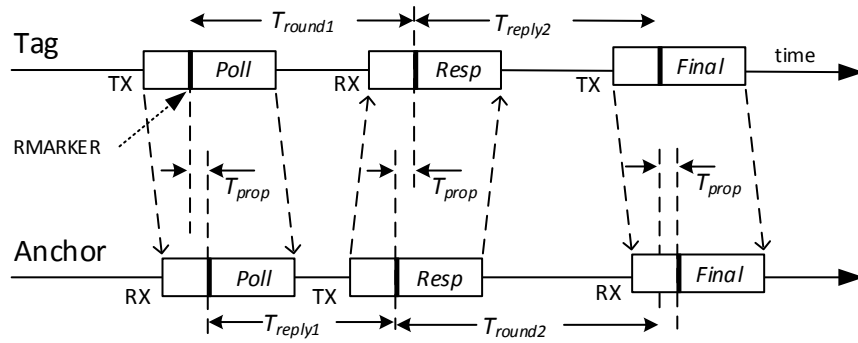 T_round1 T_reply2
Tag
Poll Resp Final time
TX RX TX
RMARKER
T_prop T_prop T_prop
Anchor
Poll Resp Final
RX TX RX
T_reply1 T_round2